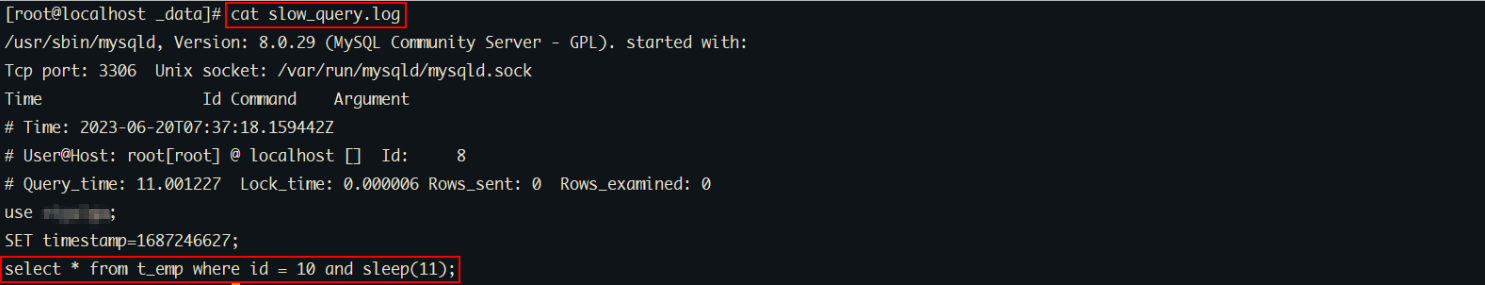 [root@localhost _data]# cat slow_query.log
/usr/sbin/mysqld, Version: 8.0.29 (MySQL Community Server - GPL). started with:
Tcp port: 3306  Unix socket: /var/run/mysqld/mysqld.sock
Time                 Id Command    Argument
# Time: 2023-06-20T07:37:18.159442Z
# User@Host: root[root] @ localhost []  Id:     8
# Query_time: 11.001227  Lock_time: 0.000006 Rows_sent: 0  Rows_examined: 0
use ;
SET timestamp=1687246627;
select * from t_emp where id = 10 and sleep(11);